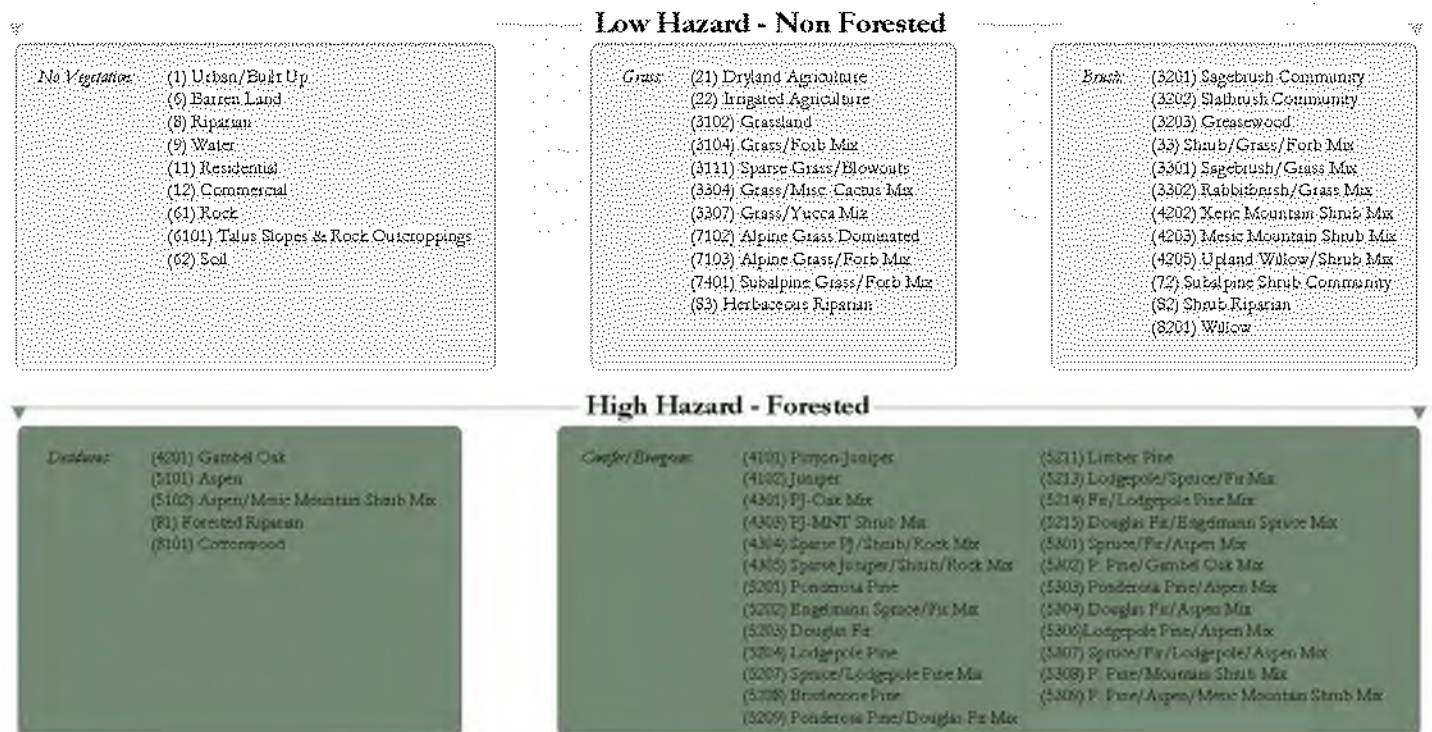 Low Hazard - Non Forested
No Vegetation:
(1) Urban/Built Up
(6) Barren Land
(8) Riparian
(9) Water
(11) Residential
(12) Commercial
(61) Rock
(6101) Talus Slopes & Rock Outcroppings
(62) Soil
Grass:
(21) Dryland Agriculture
(22) Irrigated Agriculture
(3102) Grassland
(3104) Grass/Forb Mix
(3111) Sparse Grass/Blowouts
(3304) Grass/Misc. Cactus Mix
(3307) Grass/Yucca Mix
(7102) Alpine Grass Dominated
(7103) Alpine Grass/Forb Mix
(7401) Subalpine Grass/Forb Mix
(83) Herbaceous Riparian
Brush:
(3201) Sagebrush Community
(3202) Slatbrush Community
(3203) Greasewood
(33) Shrub/Grass/Forb Mix
(3301) Sagebrush/Grass Mix
(3302) Rabbitbrush/Grass Mix
(4202) Xeric Mountain Shrub Mix
(4203) Mesic Mountain Shrub Mix
(4205) Upland Willow/Shrub Mix
(72) Subalpine Shrub Community
(82) Shrub Riparian
(8201) Willow
High Hazard - Forested
Deciduous:
(4201) Gambel Oak
(5101) Aspen
(5102) Aspen/Mesic Mountain Shrub Mix
(81) Forested Riparian
(8101) Cottonwood
Conifer/Evergreen:
(4101) Pinyon-Juniper
(4102) Juniper
(4301) PJ-Oak Mix
(4303) PJ-MNT Shrub Mix
(4304) Sparse PJ/Shrub/Rock Mix
(4305) Sparse Juniper/Shrub/Rock Mix
(5201) Ponderosa Pine
(5202) Engelmann Spruce/Fir Mix
(5203) Douglas Fir
(5204) Lodgepole Pine
(5207) Spruce/Lodgepole Pine Mix
(5208) Bristlecone Pine
(5209) Ponderosa Pine/Douglas Fir Mix
(5211) Limber Pine
(5213) Lodgepole/Spruce/Fir Mix
(5214) Fir/Lodgepole Pine Mix
(5215) Douglas Fir/Engelmann Spruce Mix
(5301) Spruce/Fir/Aspen Mix
(5302) P. Pine/Gambel Oak Mix
(5303) Ponderosa Pine/Aspen Mix
(5304) Douglas Fir/Aspen Mix
(5306)Lodgepole Pine/Aspen Mix
(5307) Spruce/Fir/Lodgepole/Aspen Mix
(5308) P. Pine/Mountain Shrub Mix
(5309) P. Pine/Aspen/Mesic Mountain Shrub Mix